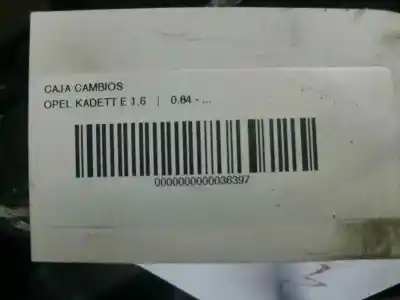 CAJA CAMBIOS
OPEL KADETT E 1.6 | 0.84 - ...
0000000000036397